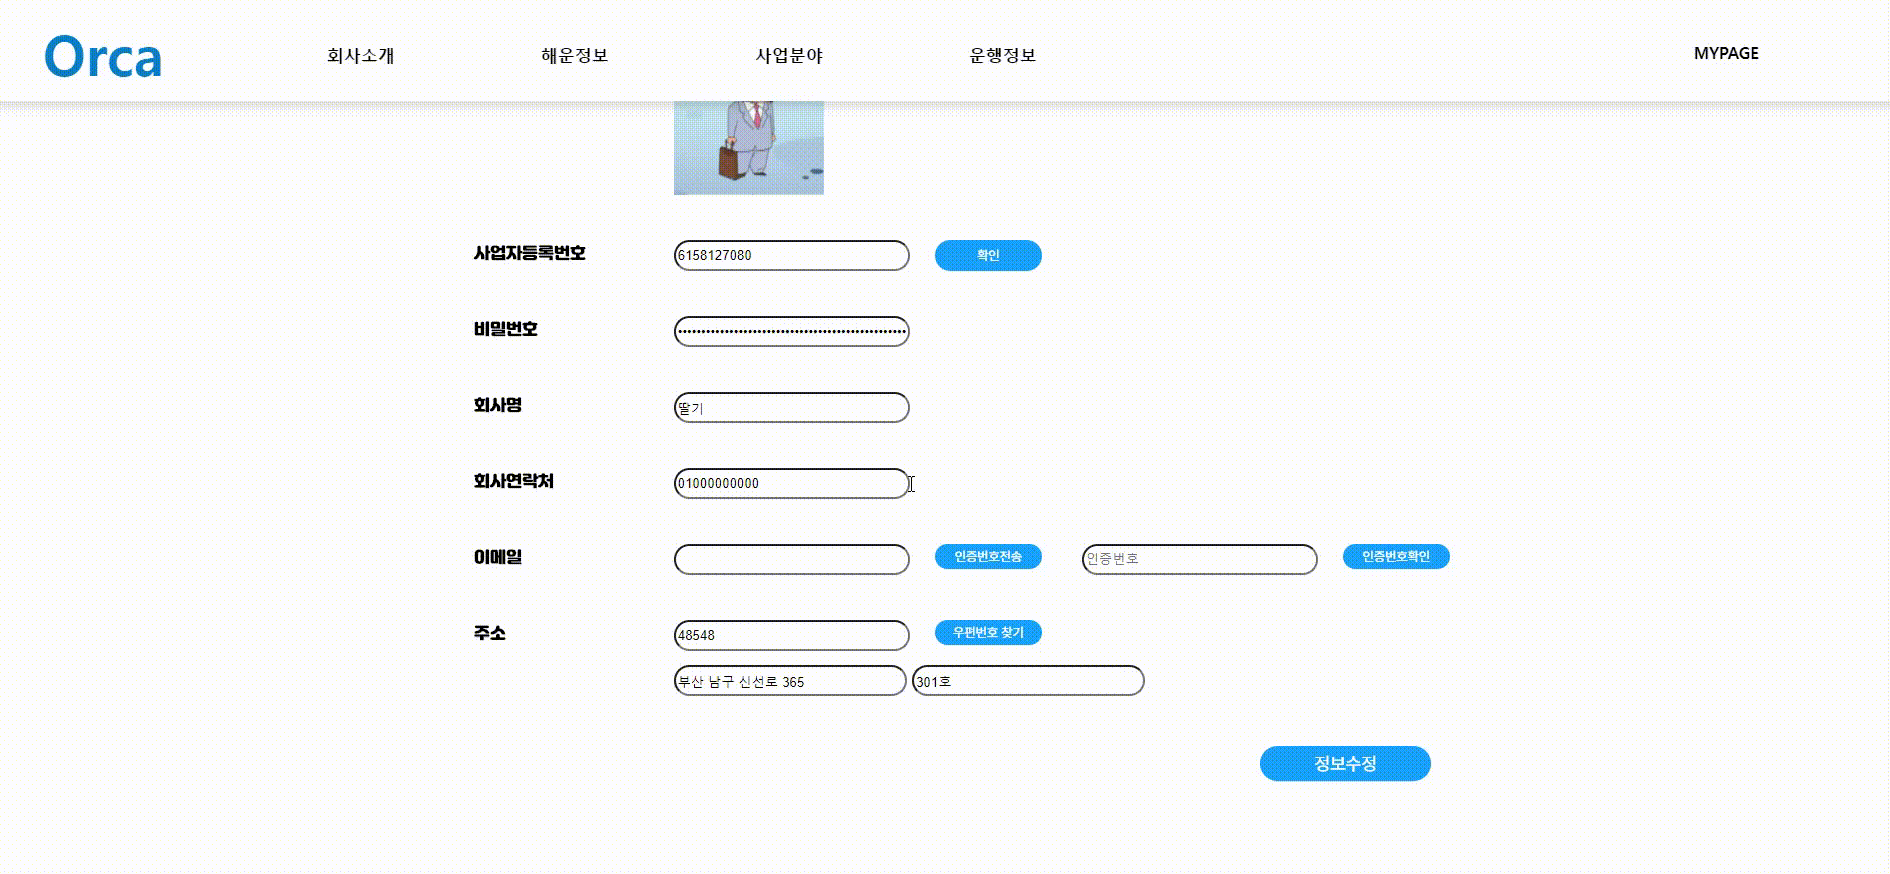 Orca 회사소개 해운정보 사업분야 운행정보 MYPAGE
사업자등록번호 6158127080 확인
비밀번호 ••••••••••••••••••••••••••••••••••••••••••••••••
회사명 딸기
회사연락처 01000000000
이메일 인증번호전송 인증번호 인증번호확인
주소 48548 우편번호 찾기
부산 남구 신선로 365 301호
정보수정